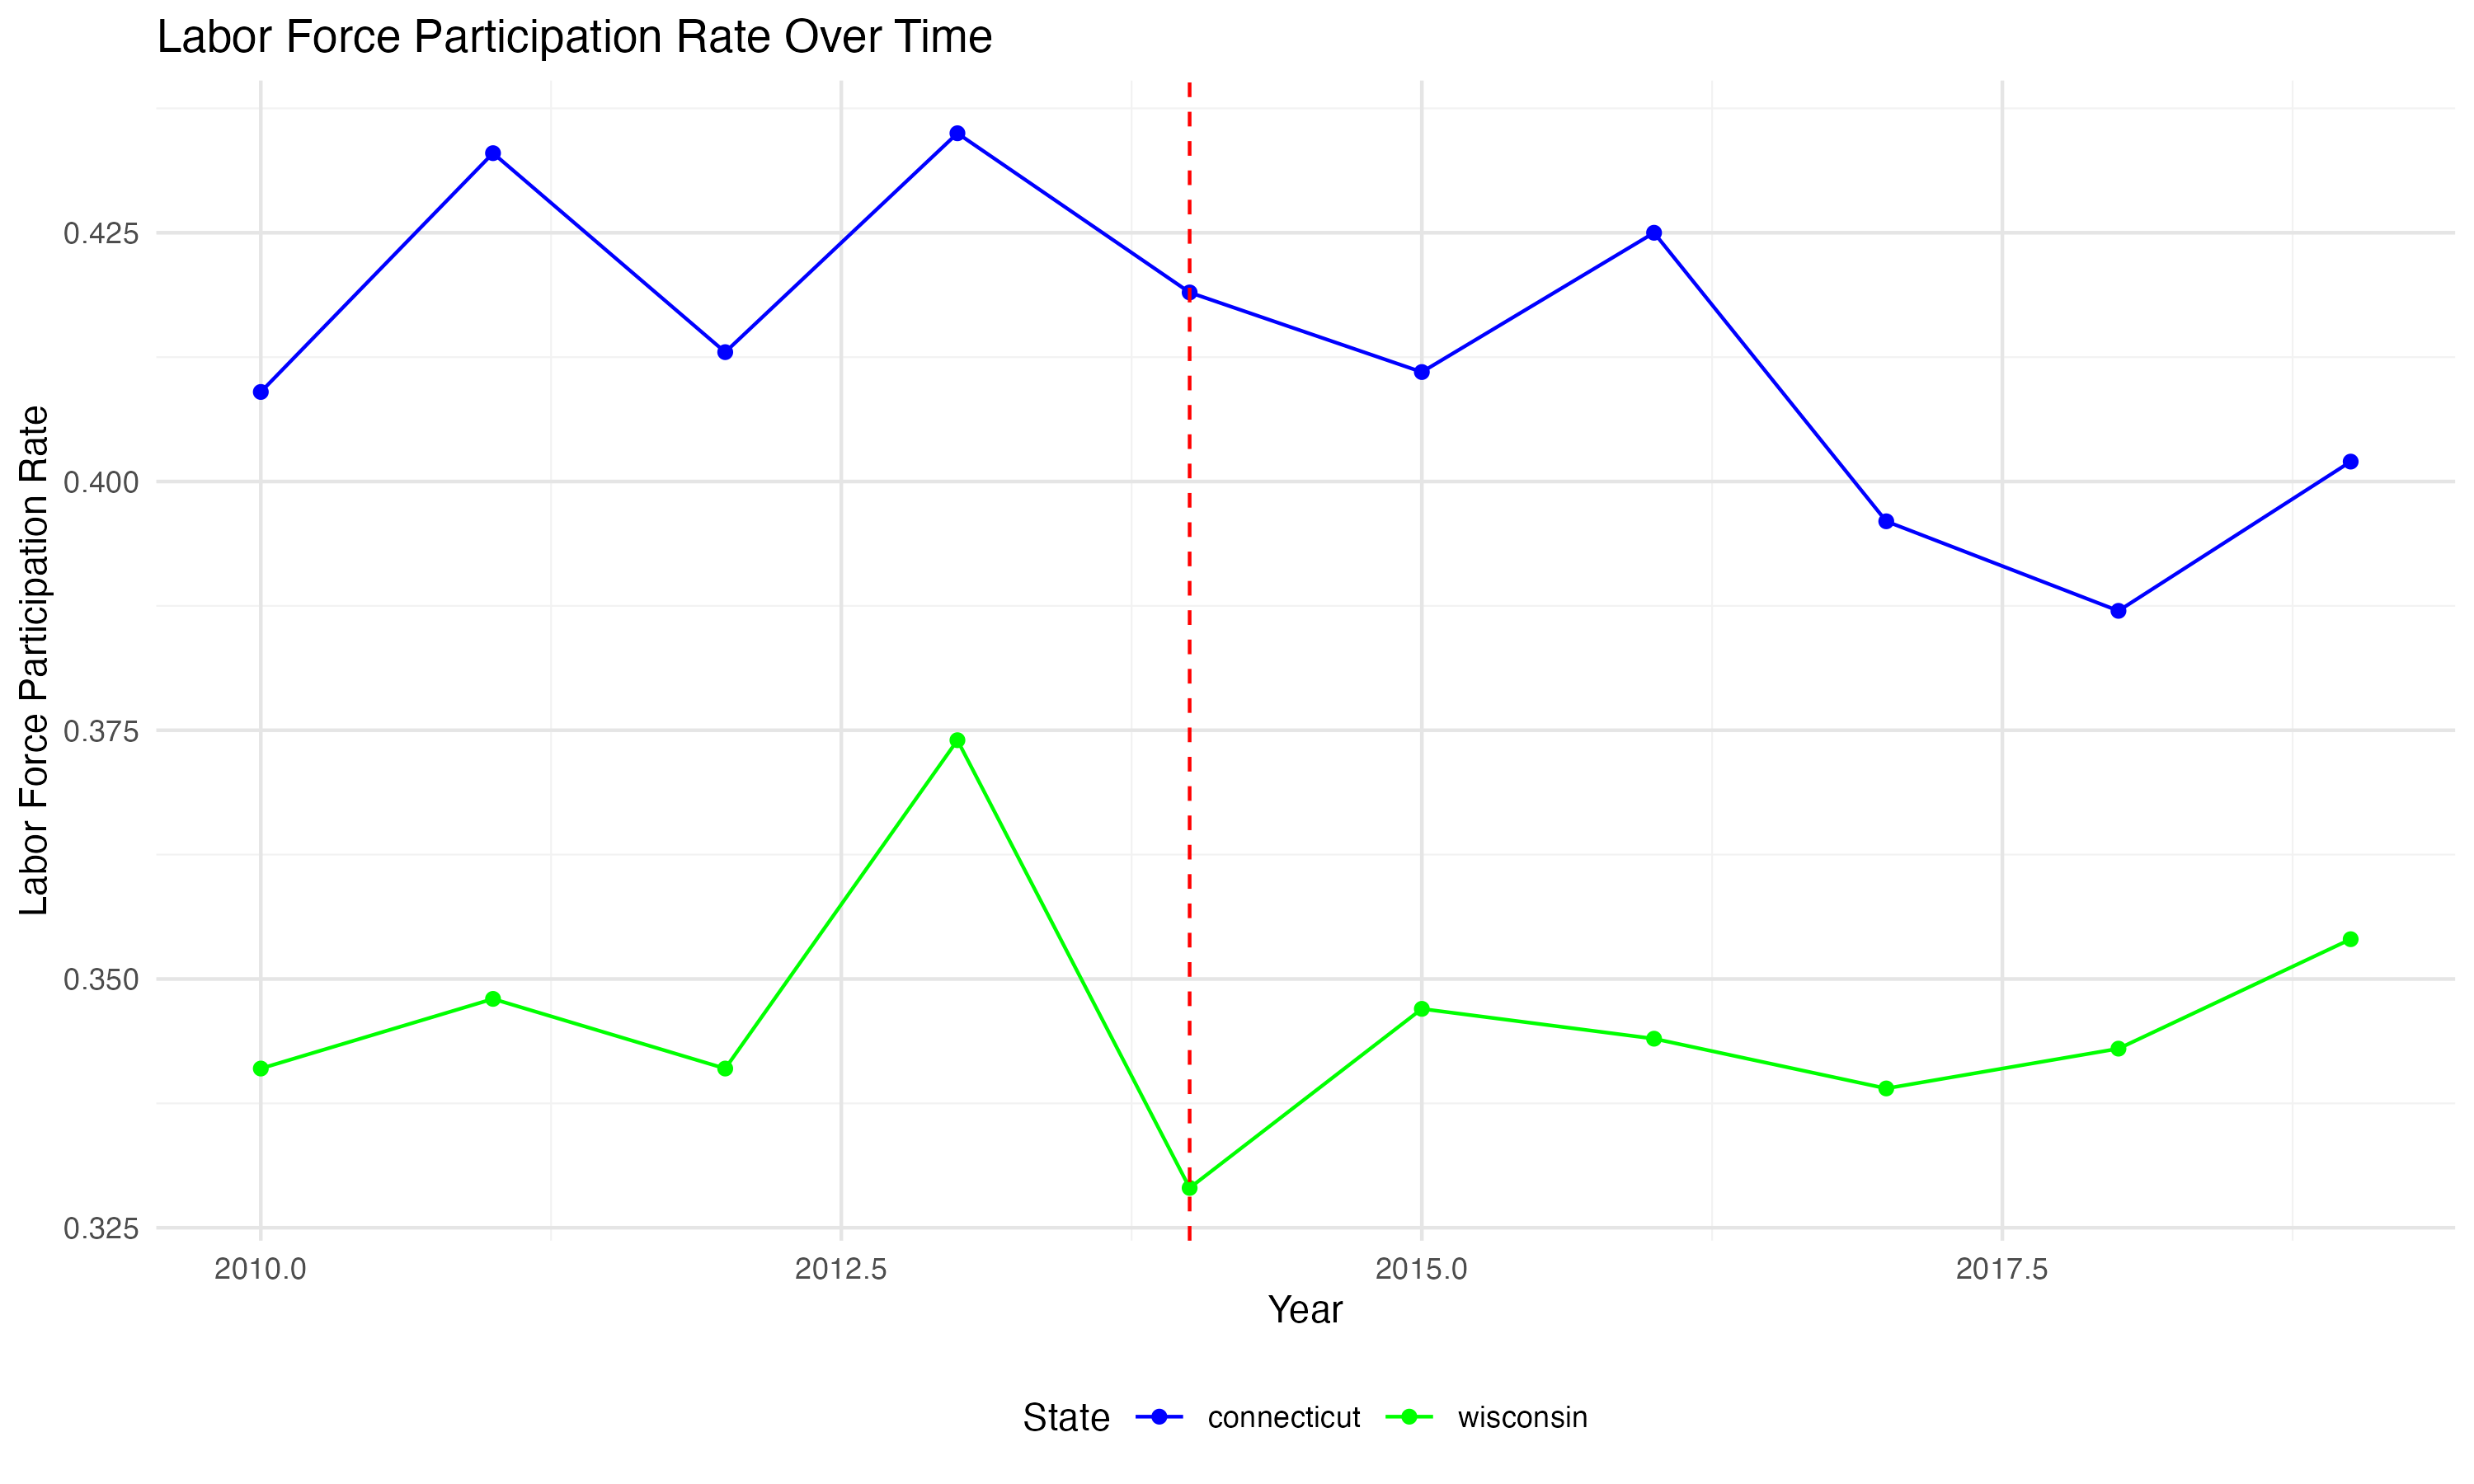 Labor Force Participation Rate Over Time
Labor Force Participation Rate
0.425
0.400
0.375
0.350
0.325
2010.0 2012.5 2015.0 2017.5
Year
State connecticut wisconsin